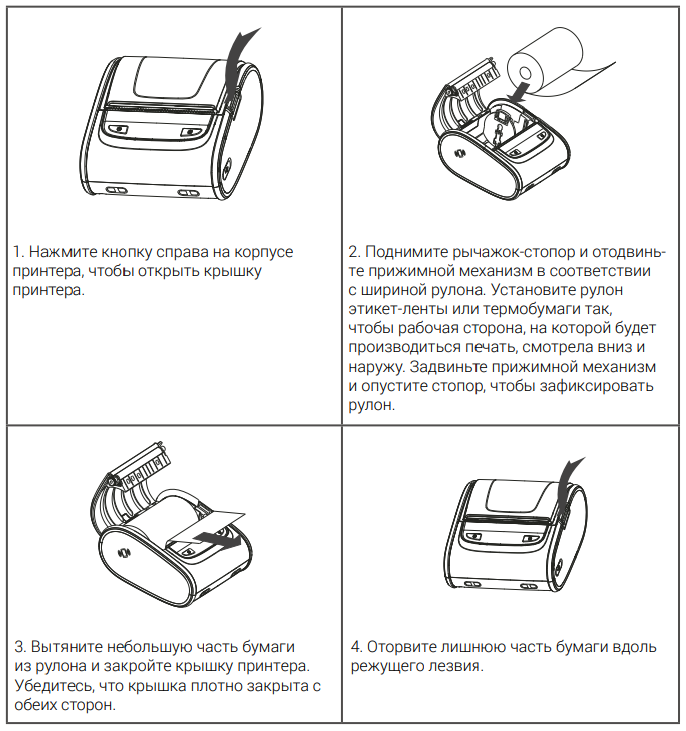 1. Нажмите кнопку справа на корпусе
принтера, чтобы открыть крышку
принтера.
2. Поднимите рычажок-стопор и отодвинь-
те прижимной механизм в соответствии
с шириной рулона. Установите рулон
этикет-ленты или термобумаги так,
чтобы рабочая сторона, на которой будет
производиться печать, смотрела вниз и
наружу. Задвиньте прижимной механизм
и опустите стопор, чтобы зафиксировать
рулон.
3. Вытяните небольшую часть бумаги
из рулона и закройте крышку принтера.
Убедитесь, что крышка плотно закрыта с
обеих сторон.
4. Оторвите лишнюю часть бумаги вдоль
режущего лезвия.